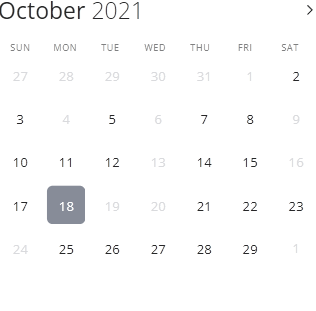 October 2021
SUN MON TUE WED THU FRI SAT
27 28 29 30 31 1 2
3 4 5 6 7 8 9
10 11 12 13 14 15 16
17 18 19 20 21 22 23
24 25 26 27 28 29 1